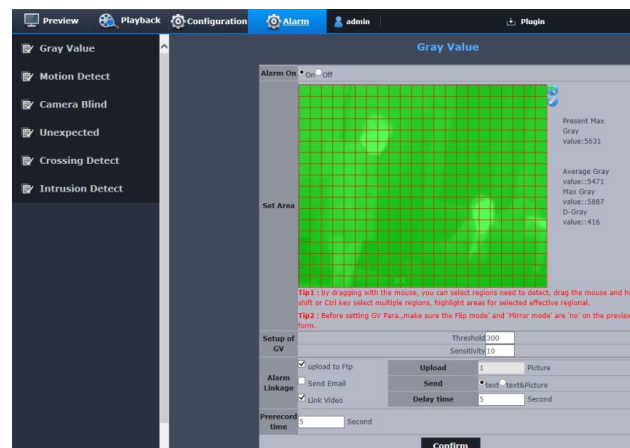 Preview Playback Configuration Alarm admin Plugin
Gray Value
Motion Detect
Camera Blind
Unexpected
Crossing Detect
Intrusion Detect
Gray Value
Alarm On On Off
Set Area
Present Max
Gray
value:5631
Average Gray
value::5471
Max Gray
value::5887
D-Gray
value::416
Tip1 : by dragging with the mouse, you can select regions need to detect, drag the mouse and
shift or Ctrl key select multiple regions, highlight areas for selected effective regional.
Tip2 : Before setting GV Para.,make sure the Flip mode' and 'Mirror mode' are 'no' on the preview
form.
Setup of
GV
Threshold 300
Sensitivity 10
Alarm
Linkage
upload to Ftp Upload 1 Picture
Send Email Send text text&Picture
Link Video Delay time 5 Second
Prerecord
time
5 Second
Confirm